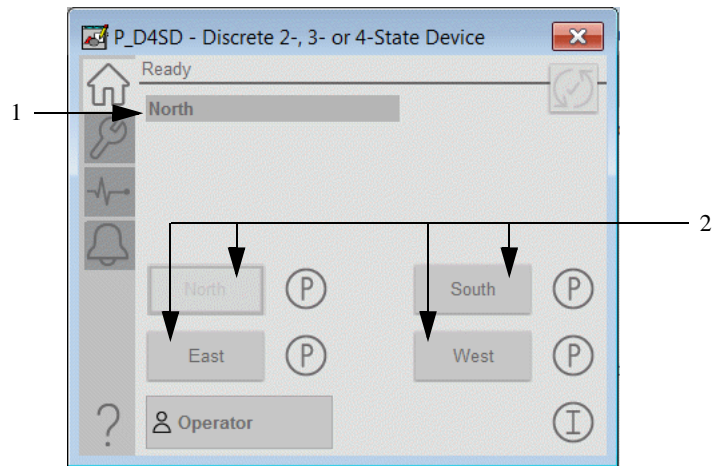 P_D4SD - Discrete 2-, 3- or 4-State Device
Ready
1
North
2
North P South P
East P West P
? Operator I